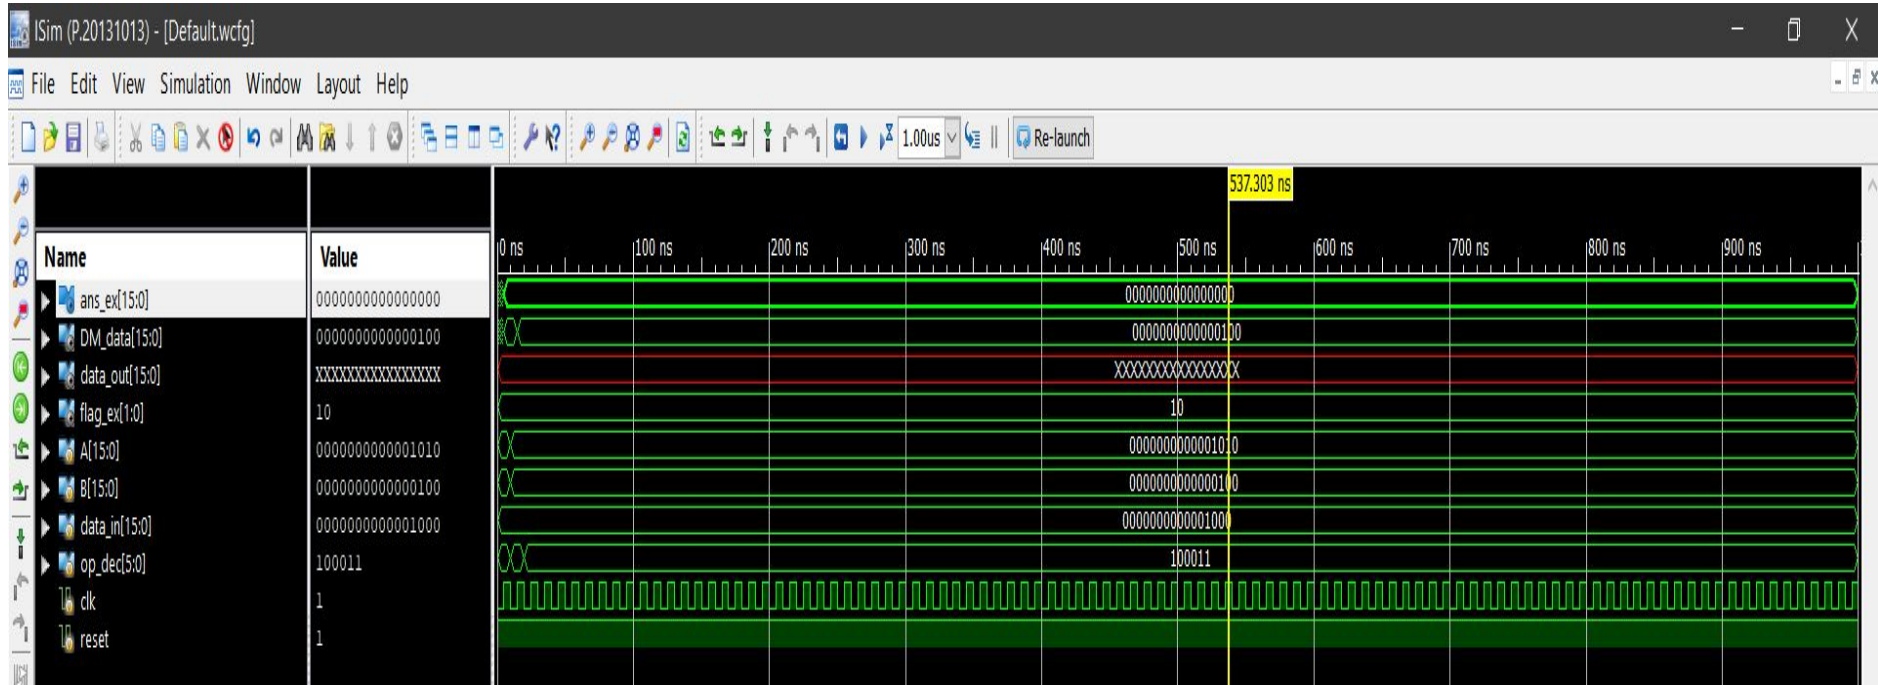 ISim (P.20131013) - [Default.wcfg]
File Edit View Simulation Window Layout Help
1.00us Re-launch
537.303 ns
Name Value 0 ns 100 ns 200 ns 300 ns 400 ns 500 ns 600 ns 700 ns 800 ns 900 ns
ans_ex[15:0] 0000000000000000 0000000000000000
DM_data[15:0] 0000000000000100 0000000000000100
data_out[15:0] XXXXXXXXXXXXXXXX XXXXXXXXXXXXXXXX
flag_ex[1:0] 10 10
A[15:0] 0000000000001010 0000000000001010
B[15:0] 0000000000000100 0000000000000100
data_in[15:0] 0000000000001000 0000000000001000
op_dec[5:0] 100011 100011
clk 1
reset 1